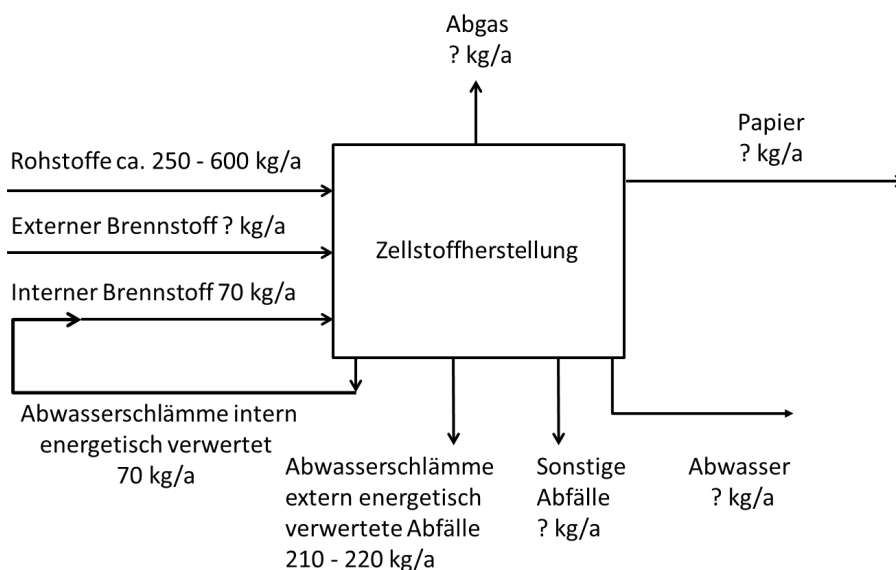 Abgas
? kg/a
Papier
? kg/a
Rohstoffe ca. 250 - 600 kg/a
Externer Brennstoff ? kg/a
Zellstoffherstellung
Interner Brennstoff 70 kg/a
Abwasserschlämme intern
energetisch verwertet
70 kg/a
Abwasserschlämme
extern energetisch
verwertete Abfälle
210 - 220 kg/a
Sonstige
Abfälle
? kg/a
Abwasser
? kg/a